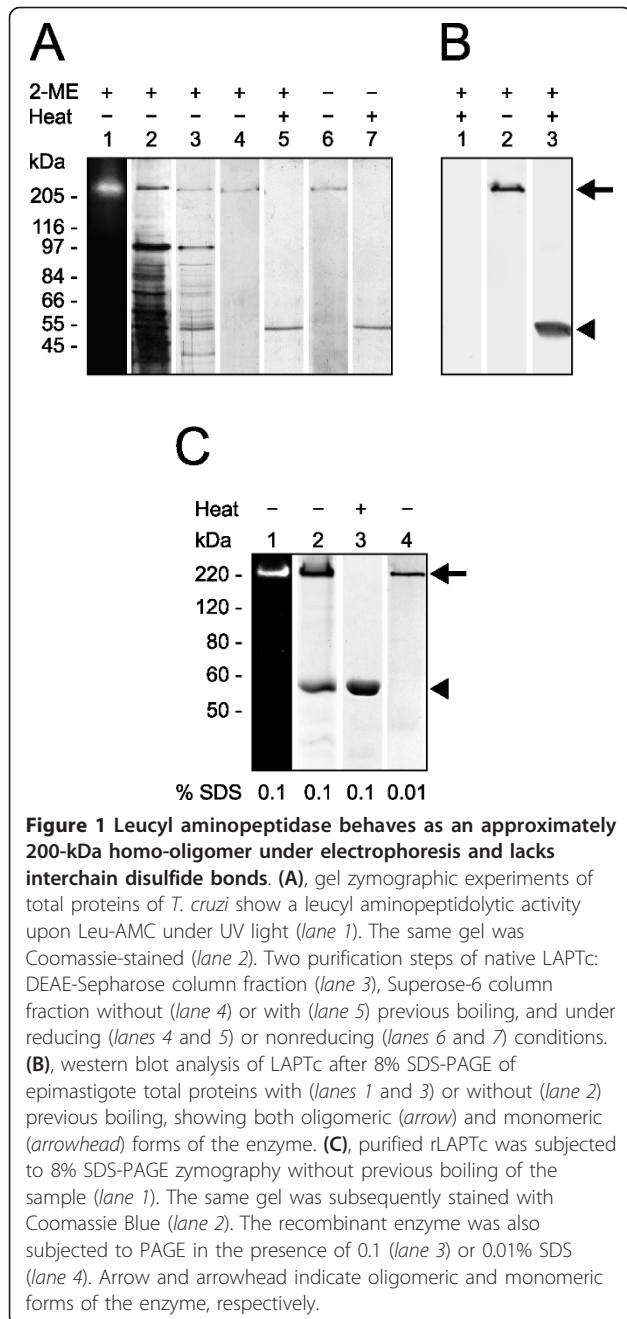 A
B
2-ME + + + + + – –
Heat – – – – + – +
1 2 3 4 5 6 7
kDa
205 -
116 -
97 -
84 -
66 -
55 -
45 -
+ + +
+ – +
1 2 3
C
Heat – – + –
kDa 1 2 3 4
220 -
120 -
80 -
60 -
50 -
% SDS 0.1 0.1 0.1 0.01
Figure 1 Leucyl aminopeptidase behaves as an approximately
200-kDa homo-oligomer under electrophoresis and lacks
interchain disulfide bonds. (A), gel zymographic experiments of
total proteins of T. cruzi show a leucyl aminopeptidolytic activity
upon Leu-AMC under UV light (lane 1). The same gel was
Coomassie-stained (lane 2). Two purification steps of native LAPTc:
DEAE-Sepharose column fraction (lane 3), Superose-6 column
fraction without (lane 4) or with (lane 5) previous boiling, and under
reducing (lanes 4 and 5) or nonreducing (lanes 6 and 7) conditions.
(B), western blot analysis of LAPTc after 8% SDS-PAGE of
epimastigote total proteins with (lanes 1 and 3) or without (lane 2)
previous boiling, showing both oligomeric (arrow) and monomeric
(arrowhead) forms of the enzyme. (C), purified rLAPTc was subjected
to 8% SDS-PAGE zymography without previous boiling of the
sample (lane 1). The same gel was subsequently stained with
Coomassie Blue (lane 2). The recombinant enzyme was also
subjected to PAGE in the presence of 0.1 (lane 3) or 0.01% SDS
(lane 4). Arrow and arrowhead indicate oligomeric and monomeric
forms of the enzyme, respectively.